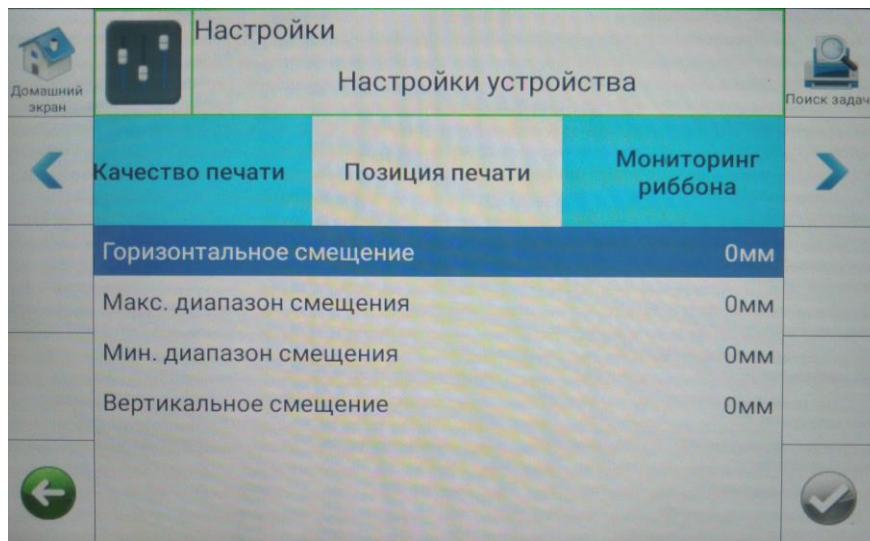 Настройки
Настройки устройства
Домашний
экран
Поиск задач
Качество печати
Позиция печати
Мониторинг
риббона
Горизонтальное смещение 0мм
Макс. диапазон смещения 0мм
Мин. диапазон смещения 0мм
Вертикальное смещение 0мм